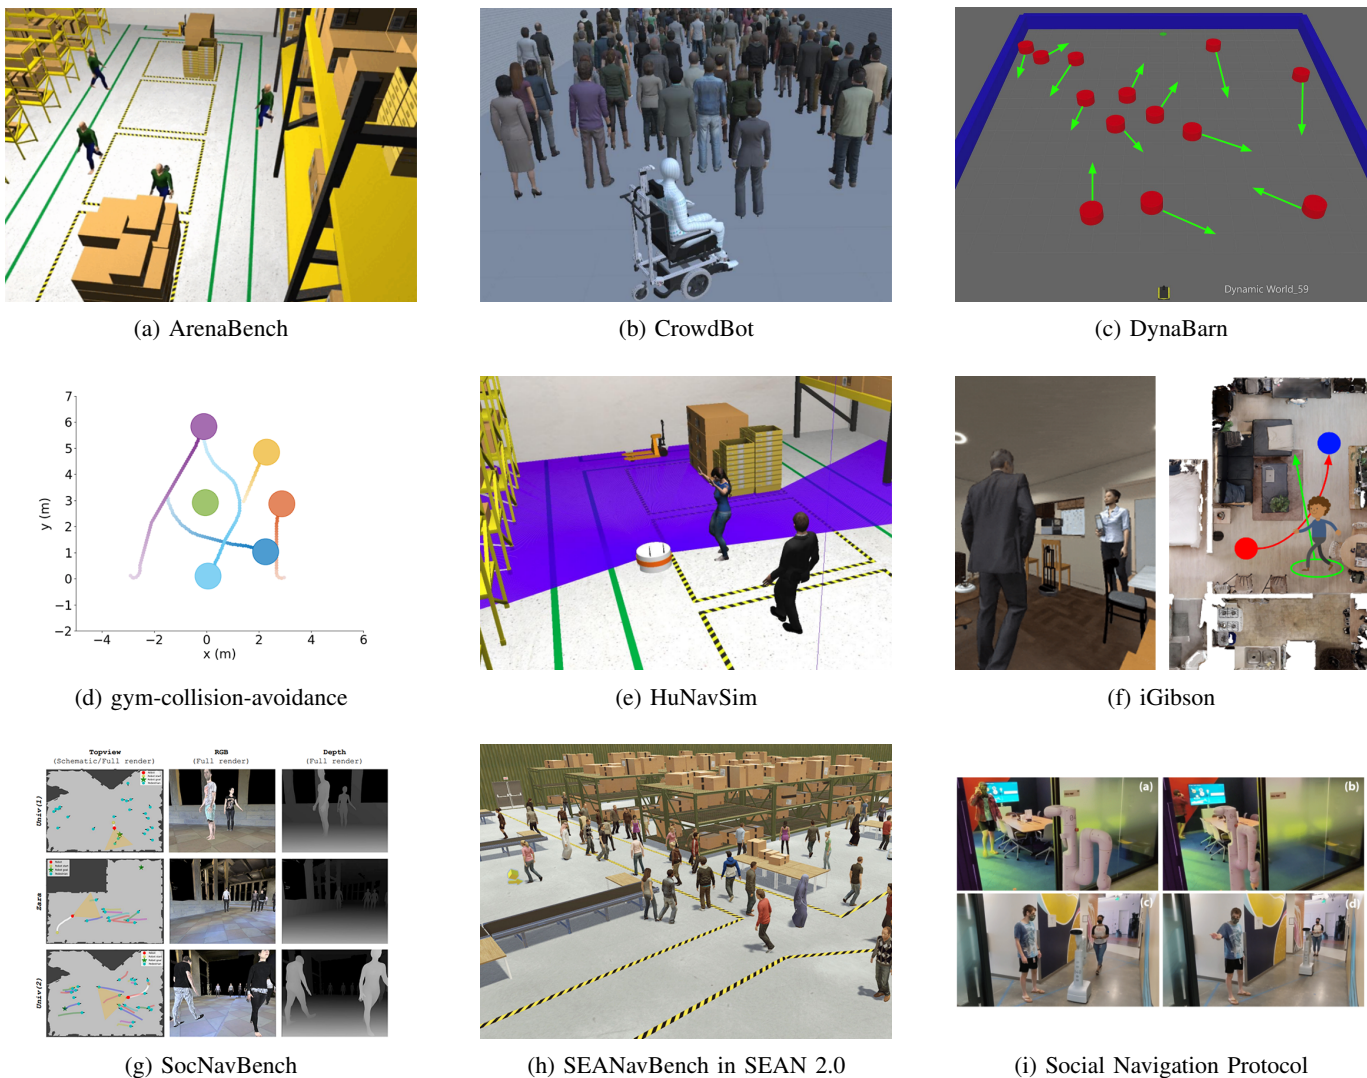 Dynamic World_59
(a) ArenaBench
(b) CrowdBot
(c) DynaBarn
7
6
5
4
3
2
1
0
−1
−2
y (m)
−4
−2
0
2
4
6
x (m)
(d) gym-collision-avoidance
(e) HuNavSim
(f) iGibson
Topview
(Schematic/Full render)
RGB
(Full render)
Depth
(Full render)
Univ(1)
Zara
Univ(2)
(a)
(b)
(c)
(d)
(g) SocNavBench
(h) SEANavBench in SEAN 2.0
(i) Social Navigation Protocol